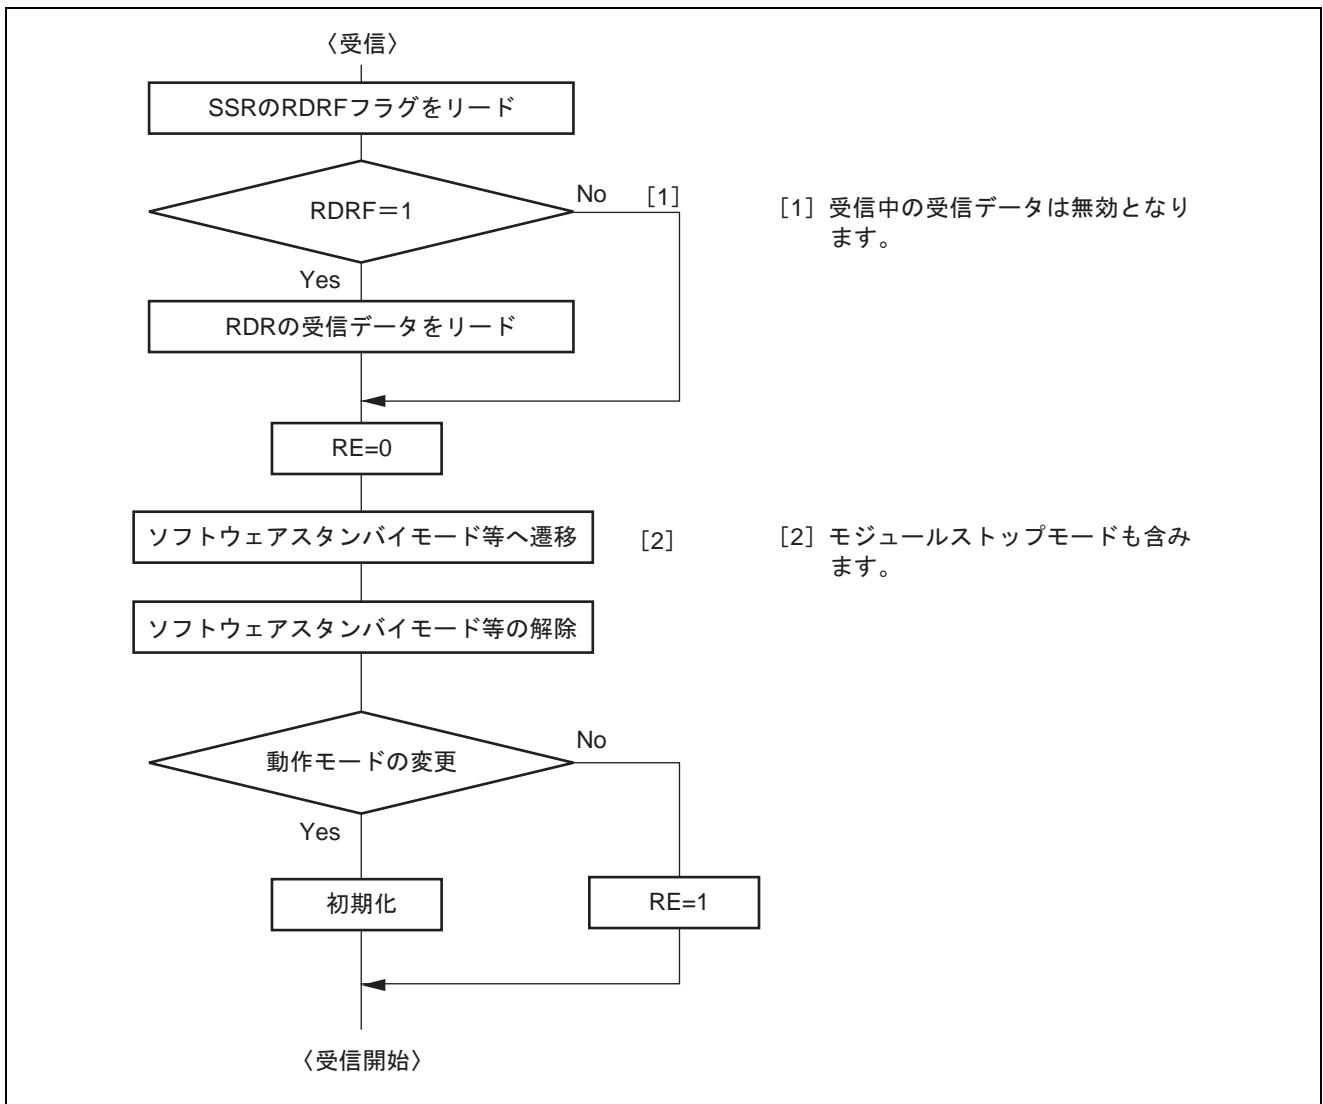 〈受信〉
SSRのRDRFフラグをリード
RDRF＝1
No
［1］
［1］受信中の受信データは無効となり
ます。
Yes
RDRの受信データをリード
RE=0
ソフトウェアスタンバイモード等へ遷移
［2］
［2］モジュールストップモードも含み
ます。
ソフトウェアスタンバイモード等の解除
動作モードの変更
No
Yes
初期化
RE=1
〈受信開始〉